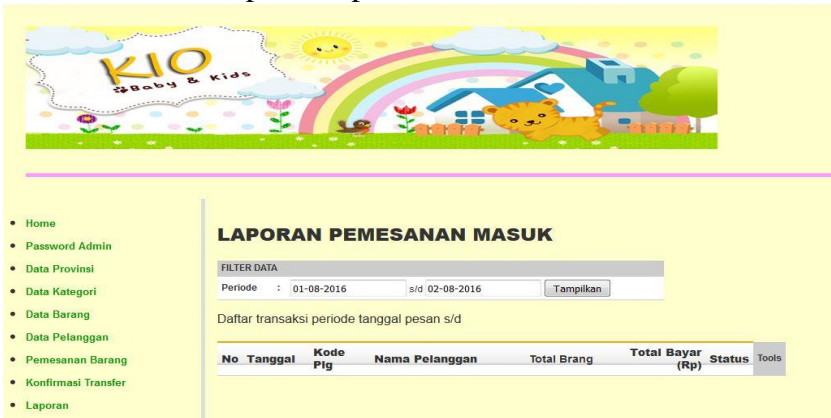 KIO
Baby & Kids
Home
Password Admin
Data Provinsi
Data Kategori
Data Barang
Data Pelanggan
Pemesanan Barang
Konfirmasi Transfer
Laporan
LAPORAN PEMESANAN MASUK
FILTER DATA
Periode : 01-08-2016 s/d 02-08-2016 Tampilkan
Daftar transaksi periode tanggal pesan s/d
No Tanggal Kode Plg Nama Pelanggan Total Brang Total Bayar (Rp) Status Tools